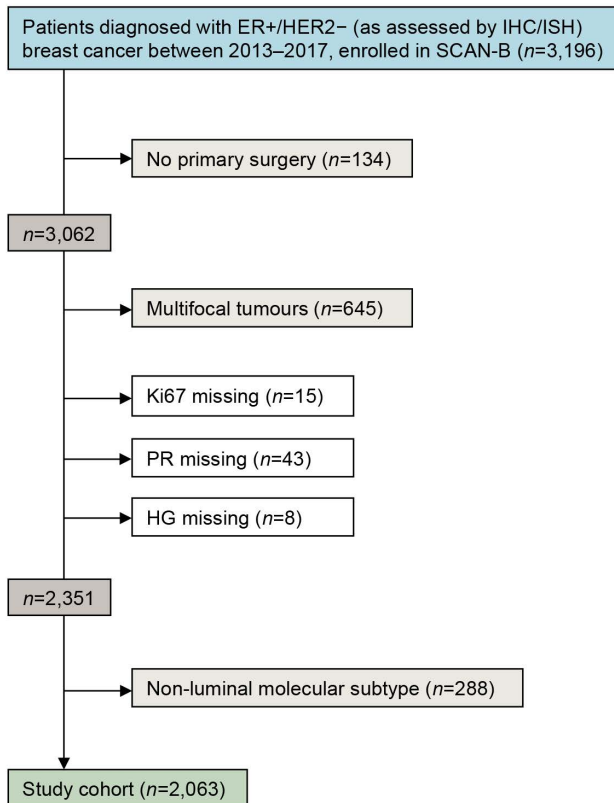 Patients diagnosed with ER+/HER2− (as assessed by IHC/ISH)
breast cancer between 2013–2017, enrolled in SCAN-B (n=3,196)
No primary surgery (n=134)
n=3,062
Multifocal tumours (n=645)
Ki67 missing (n=15)
PR missing (n=43)
HG missing (n=8)
n=2,351
Non-luminal molecular subtype (n=288)
Study cohort (n=2,063)